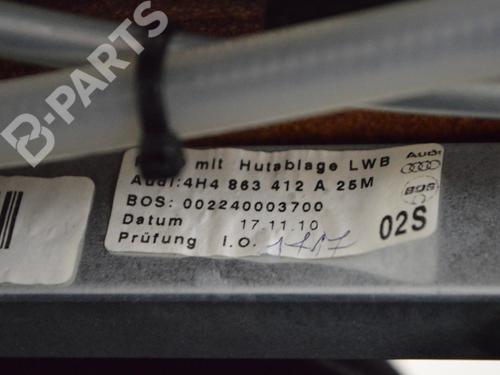 B-PARTS
mit Hutablage LWB
Audi:4H4 863 412 A 25M
BOS: 002240003700
Datum 17.11.10
Prüfung I.O.
Audi
BOS
02S